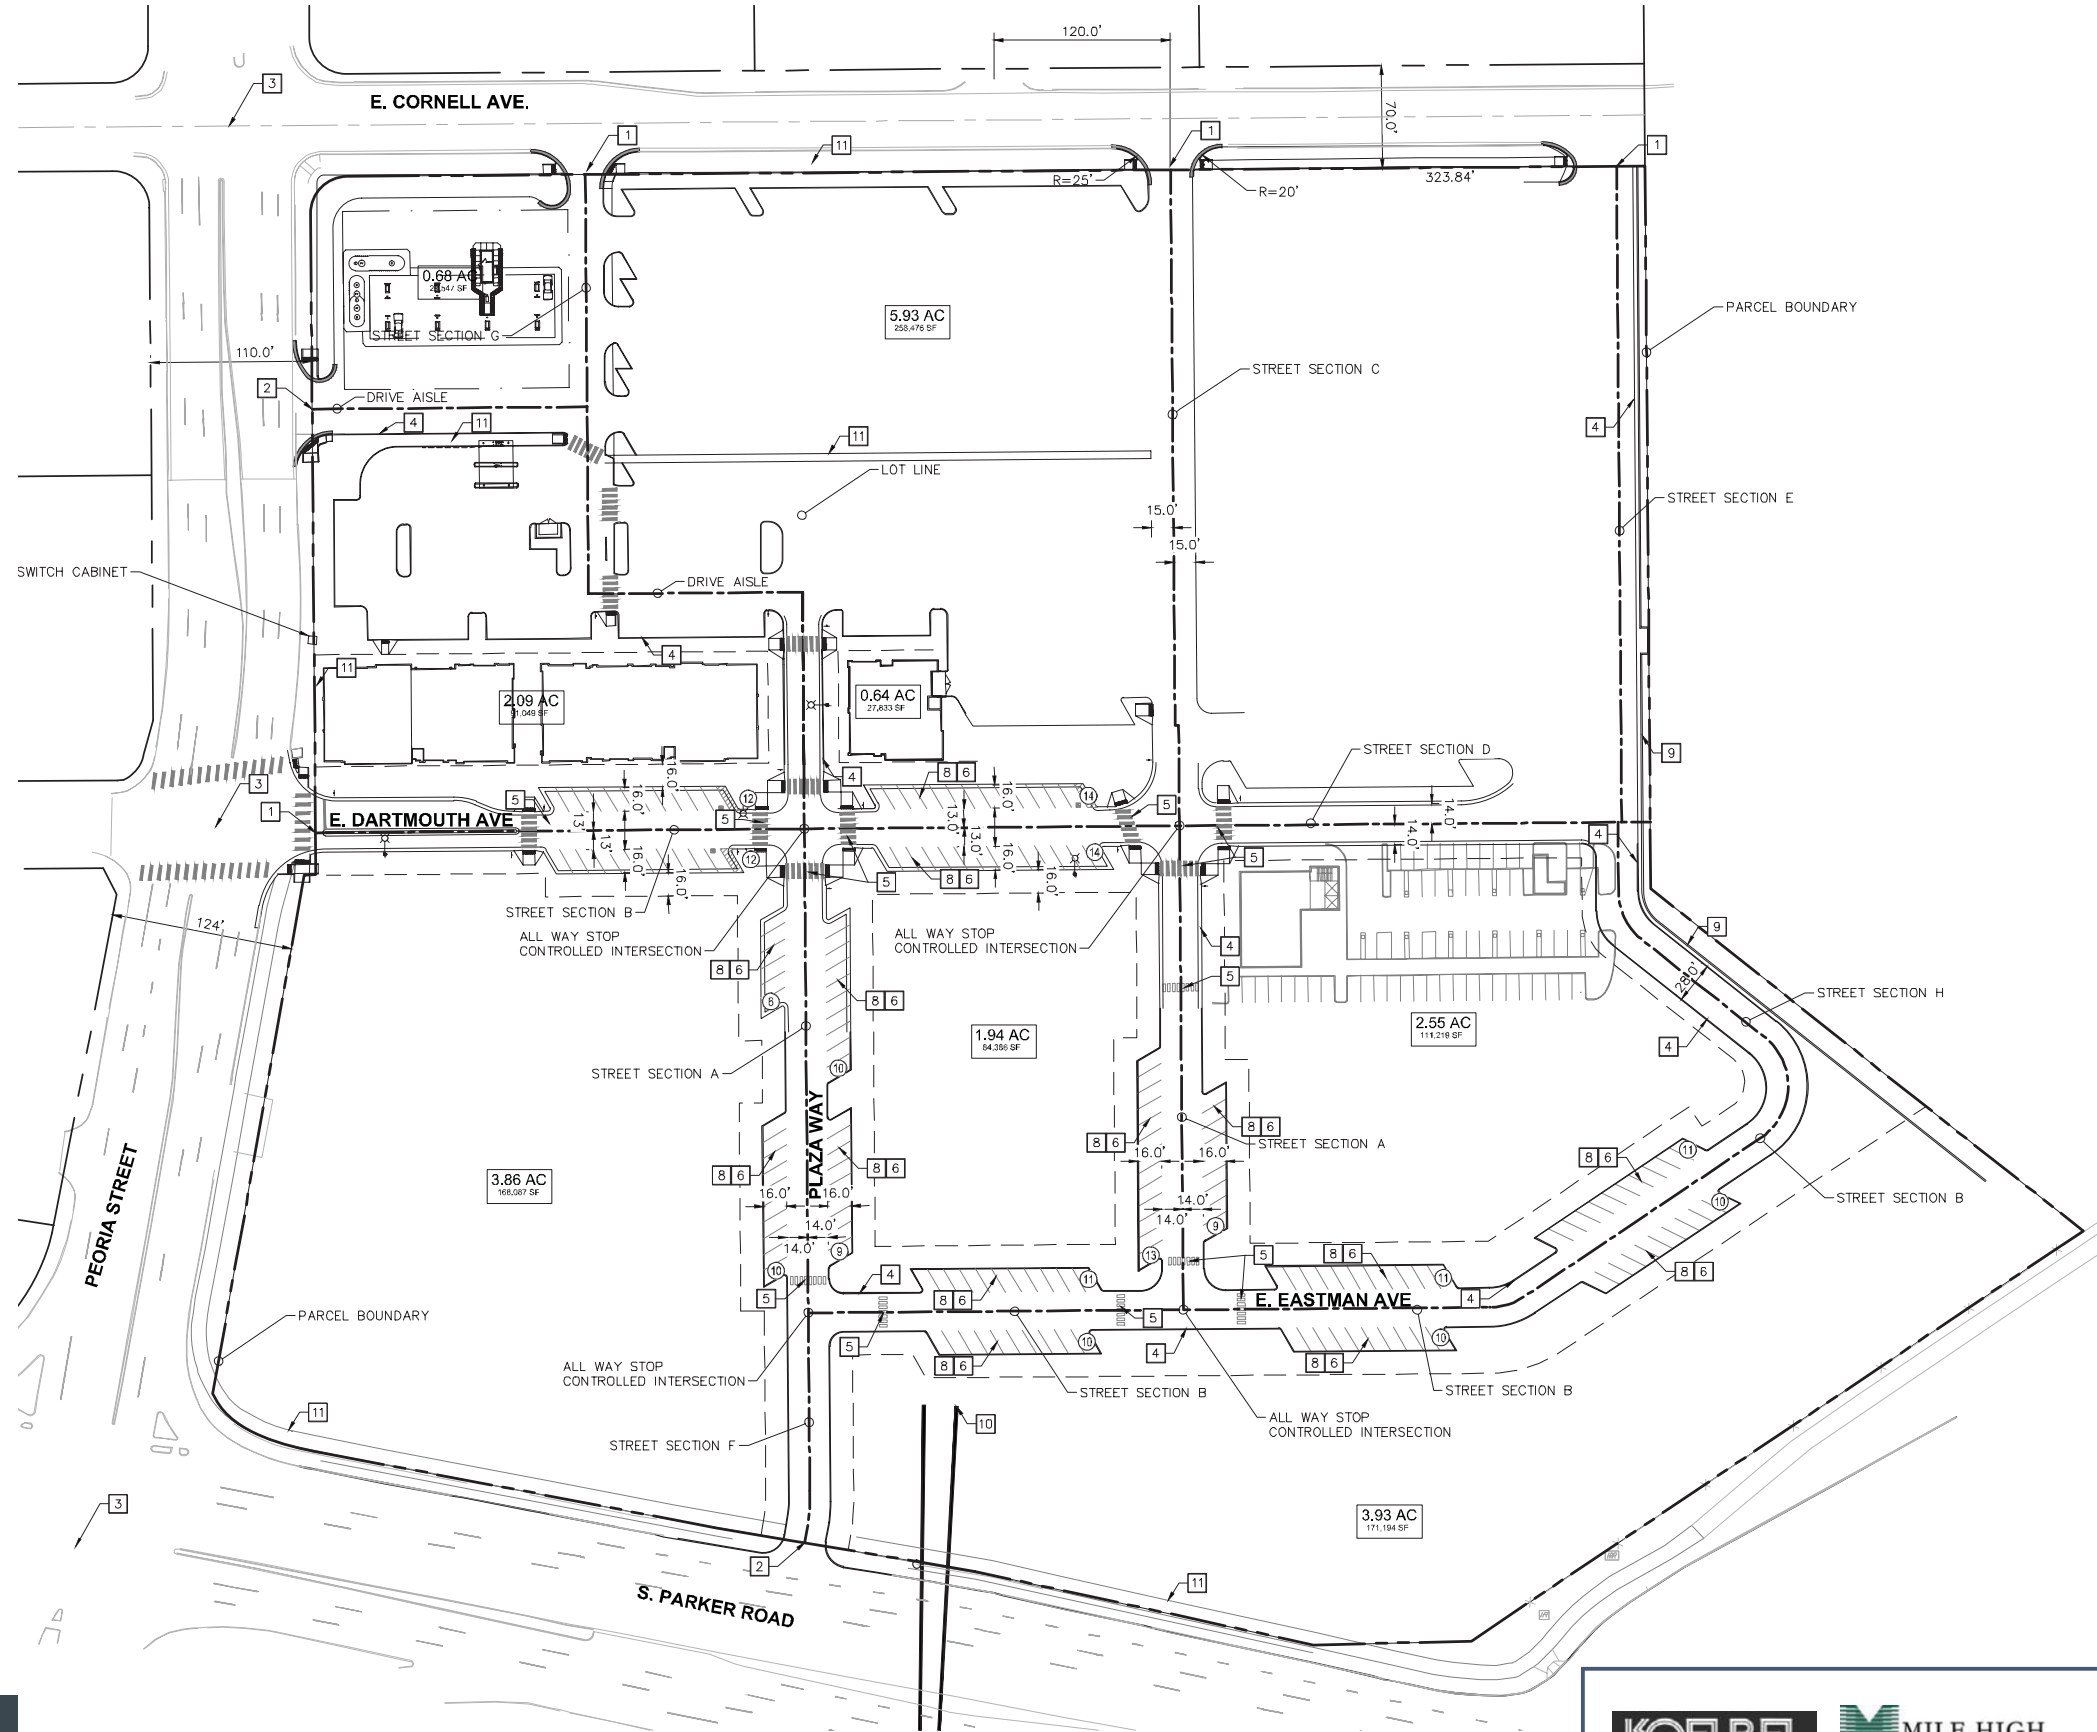 120.0'
3
E. CORNELL AVE.
70.0'
1
11
1
1
R=25'
R=20'
323.84'
0.68 AC
STREET SECTION G
5.93 AC
258,476 SF
PARCEL BOUNDARY
110.0'
2
DRIVE AISLE
STREET SECTION C
4
11
11
4
LOT LINE
STREET SECTION E
15.0'
15.0'
SWITCH CABINET
DRIVE AISLE
4
11
2.09 AC
91,049 SF
0.64 AC
27,833 SF
STREET SECTION D
9
3
5
16.0'
16.0'
12
4
8 6
16.0'
14
5
14.0'
14.0'
1
E. DARTMOUTH AVE
13'
13'
5
13.0'
13.0'
4
16.0'
16.0'
12
14
16.0'
16.0'
5
5
8 6
STREET SECTION B
ALL WAY STOP
CONTROLLED INTERSECTION
ALL WAY STOP
CONTROLLED INTERSECTION
124'
4
9
8 6
5
28.0'
6
8 6
STREET SECTION H
1.94 AC
84,386 SF
2.55 AC
111,219 SF
4
STREET SECTION A
10
PLAZA WAY
8 6
8 6
STREET SECTION A
PEORIA STREET
16.0'
16.0'
11
8 6
3.86 AC
168,087 SF
8 6
8 6
16.0'
16.0'
14.0'
14.0'
14.0'
14.0'
9
10
STREET SECTION B
9
13
5
8 6
10
5
4
11
8 6
11
8 6
E. EASTMAN AVE
4
PARCEL BOUNDARY
5
8 6
10
5
4
8 6
10
ALL WAY STOP
CONTROLLED INTERSECTION
STREET SECTION B
STREET SECTION B
11
10
ALL WAY STOP
CONTROLLED INTERSECTION
STREET SECTION F
3
3.93 AC
171,194 SF
2
11
S. PARKER ROAD
MILE HIGH